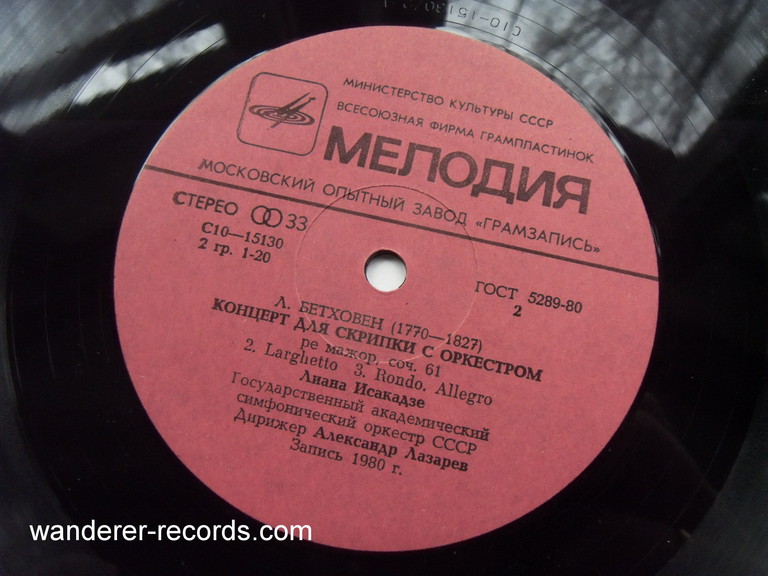 С10-15130
МИНИСТЕРСТВО КУЛЬТУРЫ СССР
ВСЕСОЮЗНАЯ ФИРМА ГРАМПЛАСТИНОК
МЕЛОДИЯ
МОСКОВСКИЙ ОПЫТНЫЙ ЗАВОД «ГРАМЗАПИСЬ»
СТЕРЕО 33
С10—15130
2 гр. 1-20
ГОСТ 5289-80
2
Л. БЕТХОВЕН (1770—1827)
КОНЦЕРТ ДЛЯ СКРИПКИ С ОРКЕСТРОМ
ре мажор, соч. 61
2. Larghetto 3. Rondo. Allegro
Лиана Исакадзе
Государственный академический
симфонический оркестр СССР
Дирижер Александр Лазарев
Запись 1980 г.
wanderer-records.com